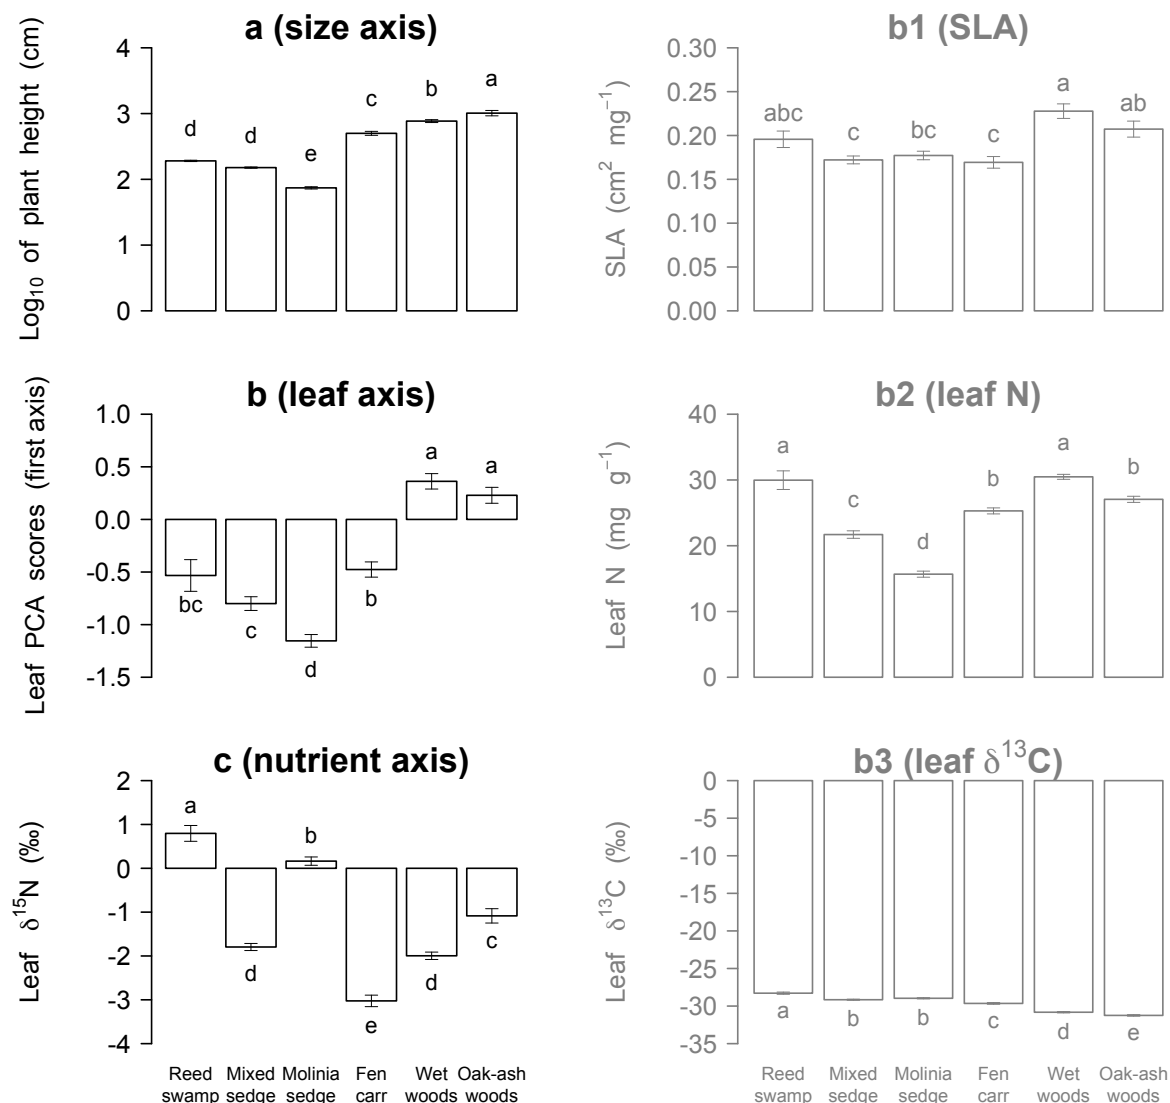 a (size axis)
Log10 of plant height (cm)
4
3
2
1
0
d
d
e
c
b
a
b1 (SLA)
SLA (cm² mg⁻¹)
0.30
0.25
0.20
0.15
0.10
0.05
0.00
abc
c
bc
c
a
ab
b (leaf axis)
Leaf PCA scores (first axis)
1.0
0.5
0.0
-0.5
-1.0
-1.5
bc
c
d
b
a
a
b2 (leaf N)
Leaf N (mg g⁻¹)
40
30
20
10
0
a
c
d
b
a
b
c (nutrient axis)
Leaf δ¹⁵N (‰)
2
1
0
-1
-2
-3
-4
a
d
b
e
d
c
Reed swamp
Mixed sedge
Molinia sedge
Fen carr
Wet woods
Oak-ash woods
b3 (leaf δ¹³C)
Leaf δ¹³C (‰)
0
-5
-10
-15
-20
-25
-30
-35
a
b
b
c
d
e
Reed swamp
Mixed sedge
Molinia sedge
Fen carr
Wet woods
Oak-ash woods